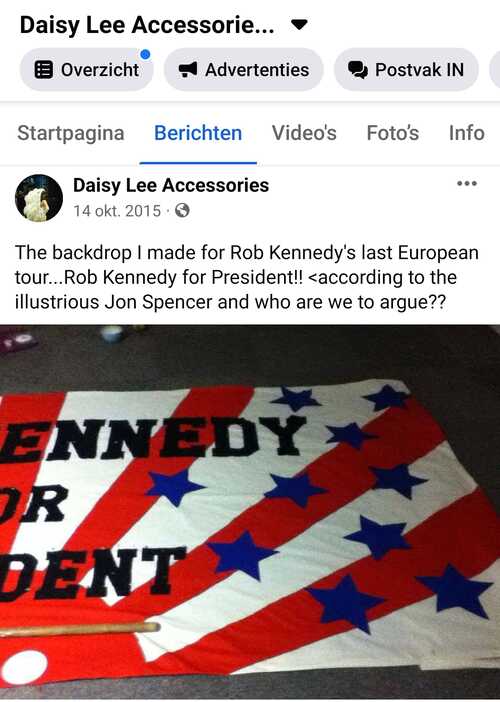 Daisy Lee Accessorie...
Overzicht
Advertenties
Postvak IN
Startpagina
Berichten
Video's
Foto's
Info
Daisy Lee Accessories
14 okt. 2015 ·
The backdrop I made for Rob Kennedy's last European
tour...Rob Kennedy for President!! <according to the
illustrious Jon Spencer and who are we to argue??
ENNEDY
OR
DENT